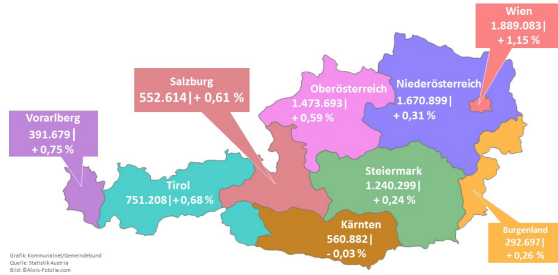 Wien
1.889.083|
+ 1,15 %
Salzburg
552.614|+ 0,61 %
Oberösterreich
1.473.693|
+ 0,59 %
Niederösterreich
1.670.899|
+ 0,31 %
Vorarlberg
391.679|
+ 0,75 %
Tirol
751.208|+0,68 %
Steiermark
1.240.299|
+ 0,24 %
Kärnten
560.882|
- 0,03 %
Burgenland
292.697|
+ 0,26 %
Grafik: Kommunalnet/Gemeindebund
Quelle: Statistik Austria
Bild: ©Alois-Fotolia.com